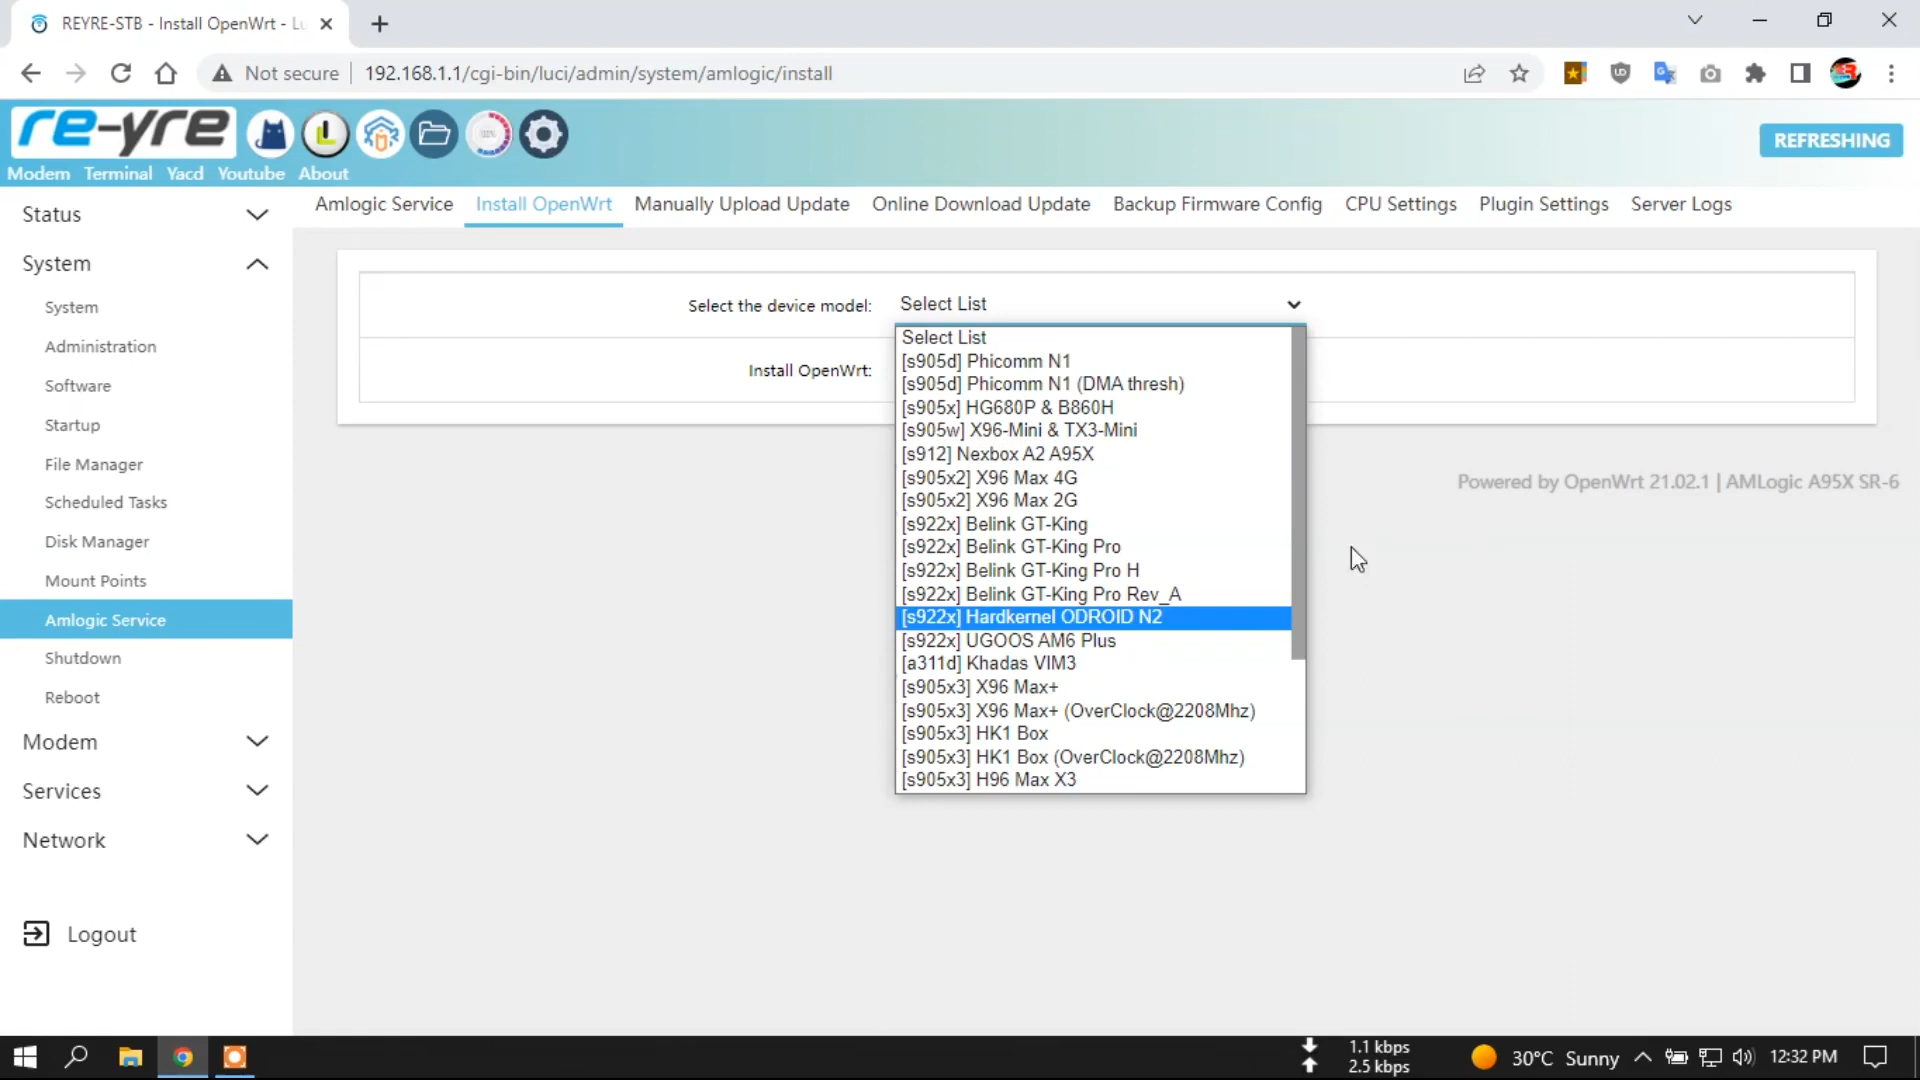 REYRE-STB - Install OpenWrt - Lu
Not secure
192.168.1.1/cgi-bin/luci/admin/system/amlogic/install
re-yre
REFRESHING
Modem Terminal Yacd Youtube About
Status
System
System
Administration
Software
Startup
File Manager
Scheduled Tasks
Disk Manager
Mount Points
Amlogic Service
Shutdown
Reboot
Modem
Services
Network
Logout
Amlogic Service Install OpenWrt Manually Upload Update Online Download Update Backup Firmware Config CPU Settings Plugin Settings Server Logs
Select the device model: Select List
Install OpenWrt:
Select List
[s905d] Phicomm N1
[s905d] Phicomm N1 (DMA thresh)
[s905x] HG680P & B860H
[s905w] X96-Mini & TX3-Mini
[s912] Nexbox A2 A95X
[s905x2] X96 Max 4G
[s905x2] X96 Max 2G
[s922x] Belink GT-King
[s922x] Belink GT-King Pro
[s922x] Belink GT-King Pro H
[s922x] Belink GT-King Pro Rev_A
[s922x] Hardkernel ODROID N2
[s922x] UGOOS AM6 Plus
[a311d] Khadas VIM3
[s905x3] X96 Max+
[s905x3] X96 Max+ (OverClock@2208Mhz)
[s905x3] HK1 Box
[s905x3] HK1 Box (OverClock@2208Mhz)
[s905x3] H96 Max X3
Powered by OpenWrt 21.02.1 | AMLogic A95X SR-6
1.1 kbps
2.5 kbps
30°C Sunny
12:32 PM